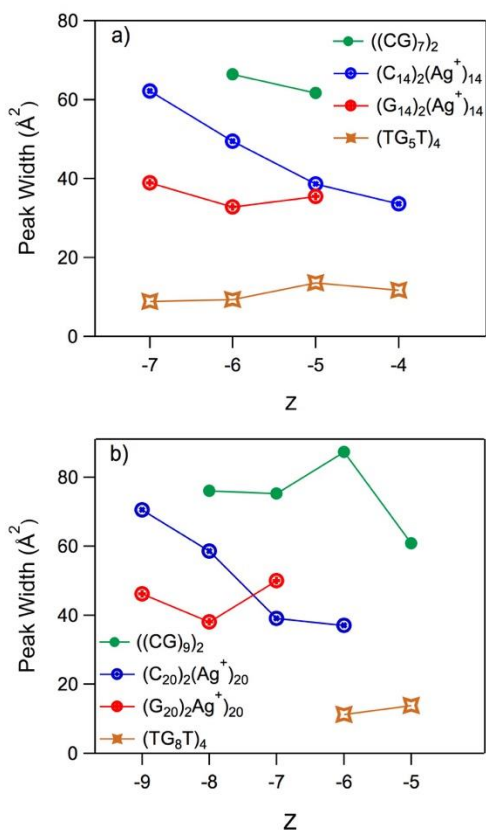 a)
((CG)₇)₂
(C₁₄)₂(Ag⁺)₁₄
(G₁₄)₂(Ag⁺)₁₄
(TG₅T)₄
Peak Width (Å²)
80
60
40
20
0
-7 -6 -5 -4
z
b)
((CG)₉)₂
(C₂₀)₂(Ag⁺)₂₀
(G₂₀)₂Ag⁺)₂₀
(TG₈T)₄
Peak Width (Å²)
80
60
40
20
0
-9 -8 -7 -6 -5
z